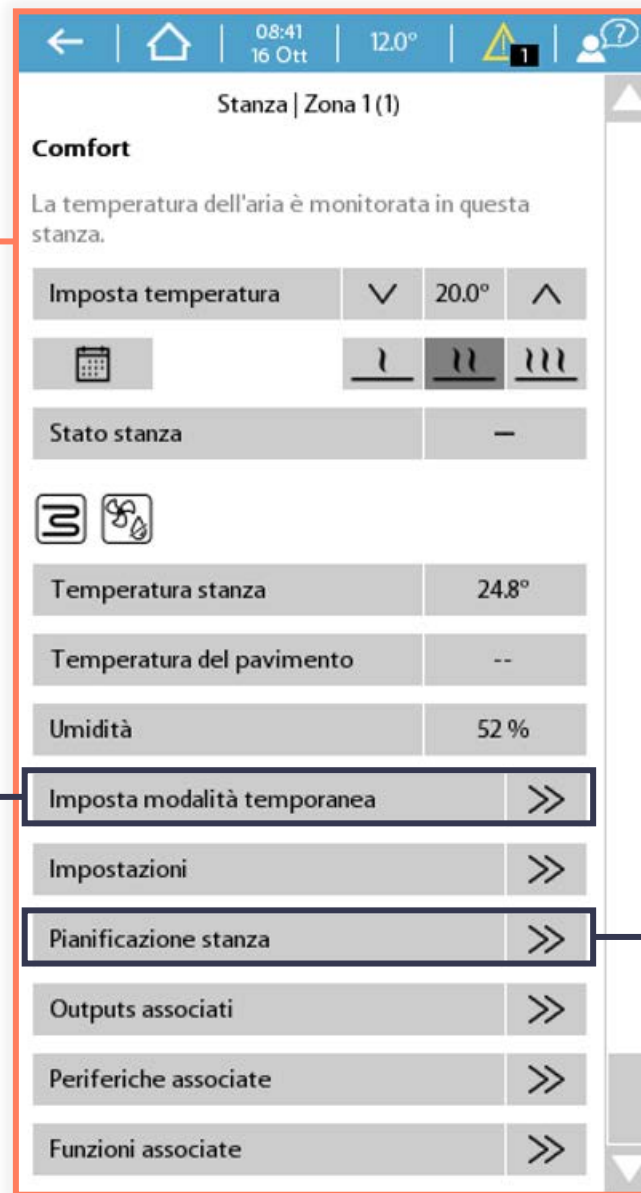 08:41
16 Ott
12.0°
1
?
Stanza | Zona 1 (1)
Comfort
La temperatura dell'aria è monitorata in questa
stanza.
Imposta temperatura 20.0°
Stato stanza –
Temperatura stanza 24.8°
Temperatura del pavimento --
Umidità 52 %
Imposta modalità temporanea >>
Impostazioni >>
Pianificazione stanza >>
Outputs associati >>
Periferiche associate >>
Funzioni associate >>